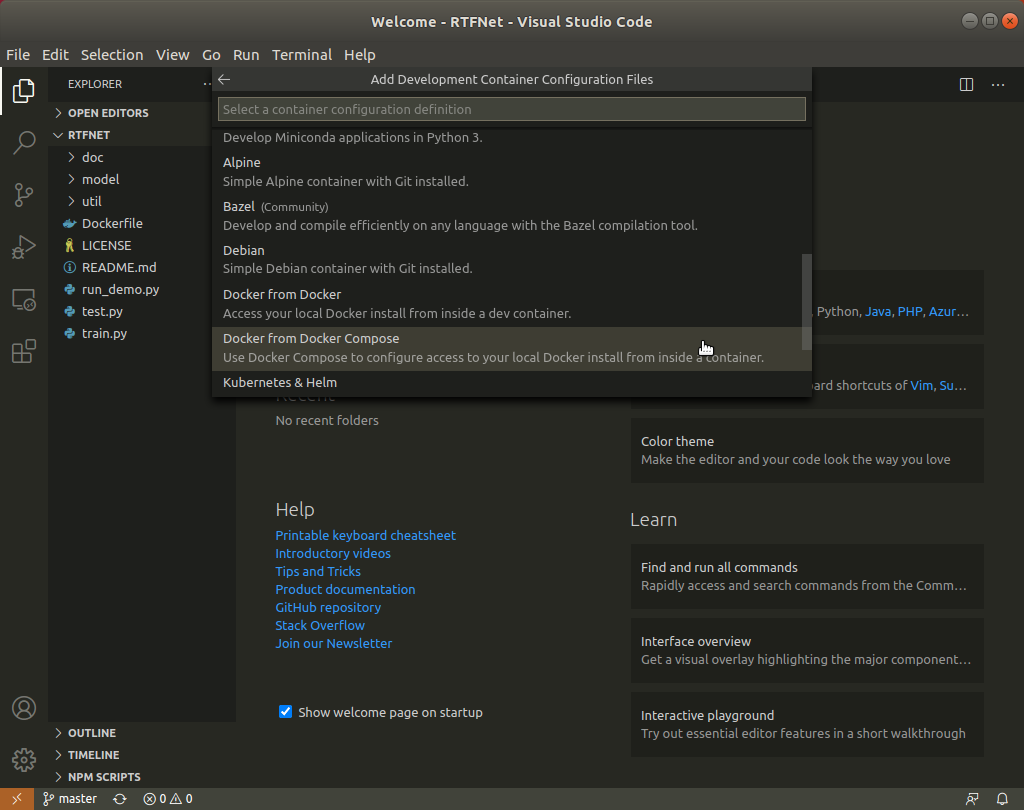 Welcome - RTFNet - Visual Studio Code
File Edit Selection View Go Run Terminal Help
EXPLORER
Add Development Container Configuration Files
Select a container configuration definition
OPEN EDITORS
RTFNET
doc
model
util
Dockerfile
LICENSE
README.md
run_demo.py
test.py
train.py
Develop Miniconda applications in Python 3.
Alpine
Simple Alpine container with Git installed.
Bazel (Community)
Develop and compile efficiently on any language with the Bazel compilation tool.
Debian
Simple Debian container with Git installed.
Docker from Docker
Access your local Docker install from inside a dev container.
Docker from Docker Compose
Use Docker Compose to configure access to your local Docker install from inside a container.
Kubernetes & Helm
, Python, Java, PHP, Azur...
ard shortcuts of Vim, Su...
Recent
No recent folders
Color theme
Make the editor and your code look the way you love
Help
Printable keyboard cheatsheet
Introductory videos
Tips and Tricks
Product documentation
GitHub repository
Stack Overflow
Join our Newsletter
Learn
Find and run all commands
Rapidly access and search commands from the Comm...
Interface overview
Get a visual overlay highlighting the major component...
Interactive playground
Try out essential editor features in a short walkthrough
Show welcome page on startup
OUTLINE
TIMELINE
NPM SCRIPTS
master 0 0